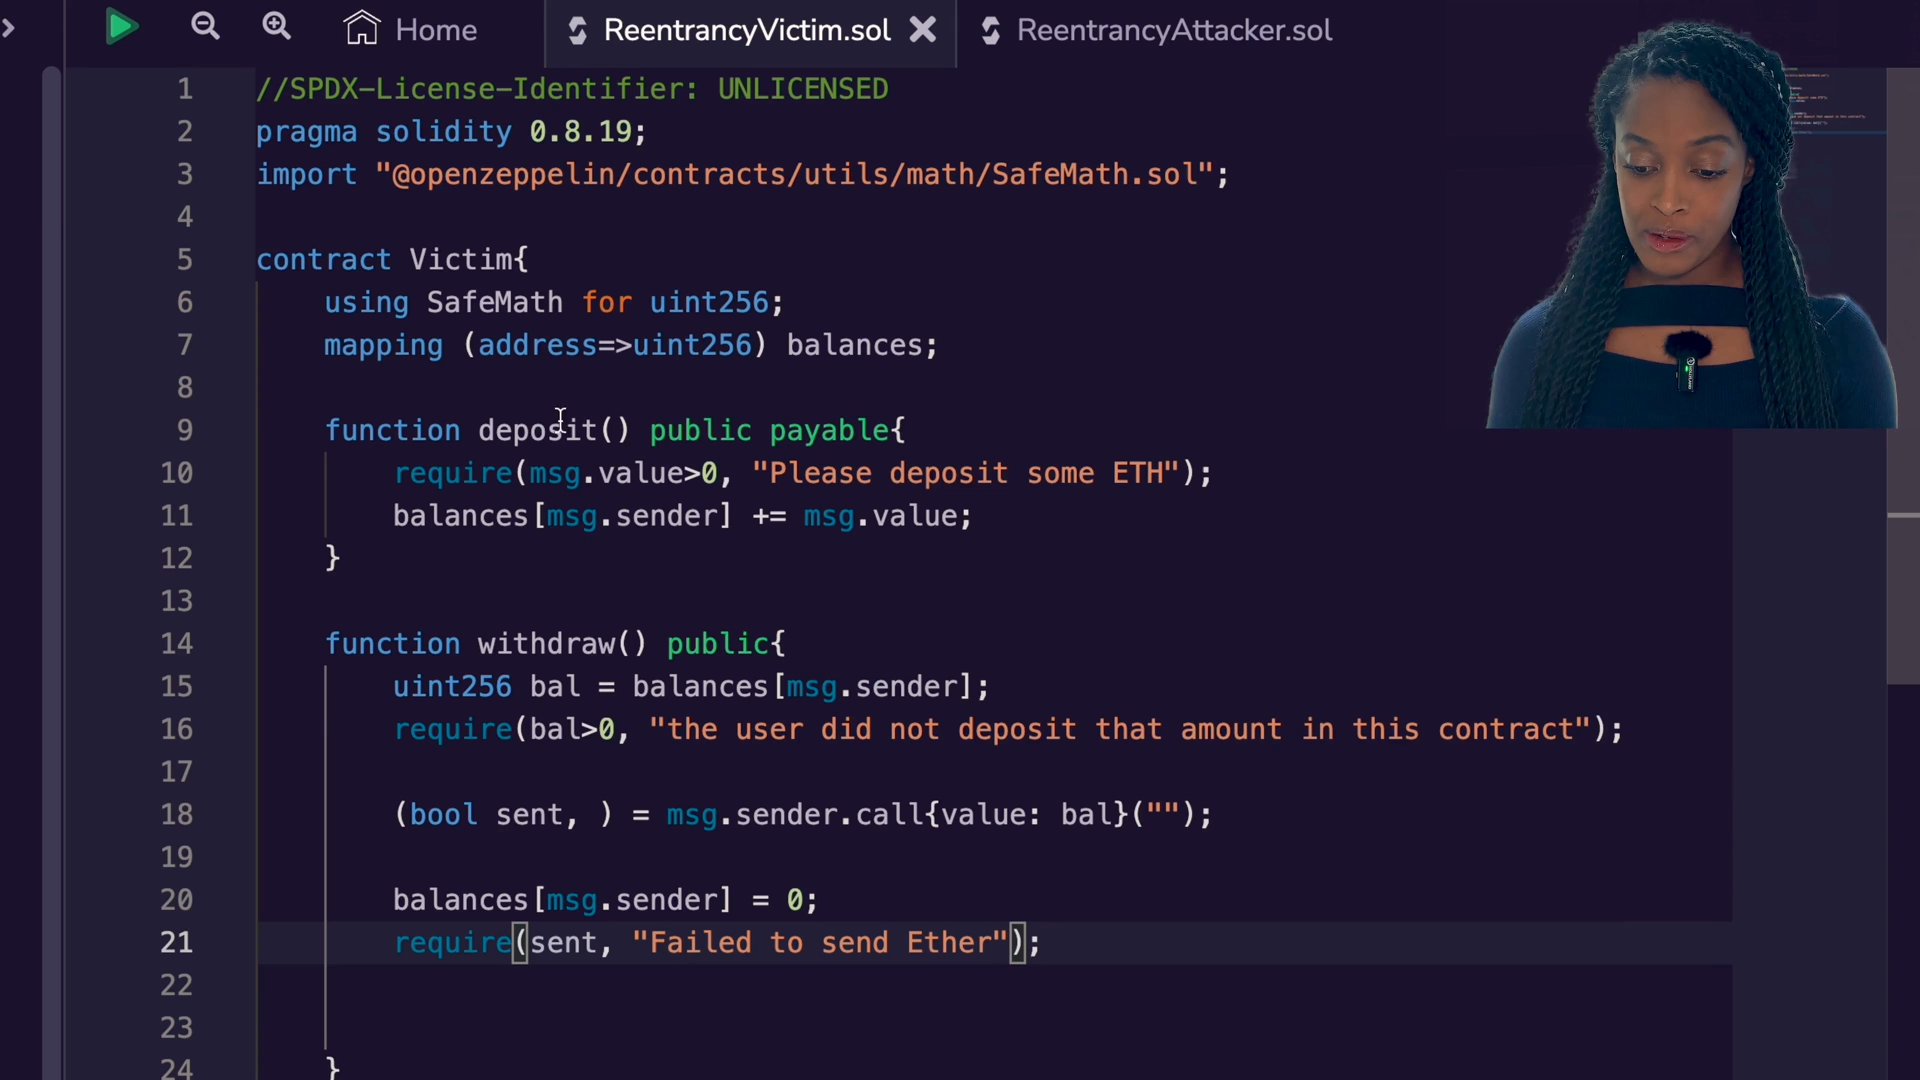 Home
ReentrancyVictim.sol
ReentrancyAttacker.sol
1 //SPDX-License-Identifier: UNLICENSED
2 pragma solidity 0.8.19;
3 import "@openzeppelin/contracts/utils/math/SafeMath.sol";
4
5 contract Victim{
6 using SafeMath for uint256;
7 mapping (address=>uint256) balances;
8
9 function deposit() public payable{
10 require(msg.value>0, "Please deposit some ETH");
11 balances[msg.sender] += msg.value;
12 }
13
14 function withdraw() public{
15 uint256 bal = balances[msg.sender];
16 require(bal>0, "the user did not deposit that amount in this contract");
17
18 (bool sent, ) = msg.sender.call{value: bal}("");
19
20 balances[msg.sender] = 0;
21 require(sent, "Failed to send Ether");
22
23
24 }